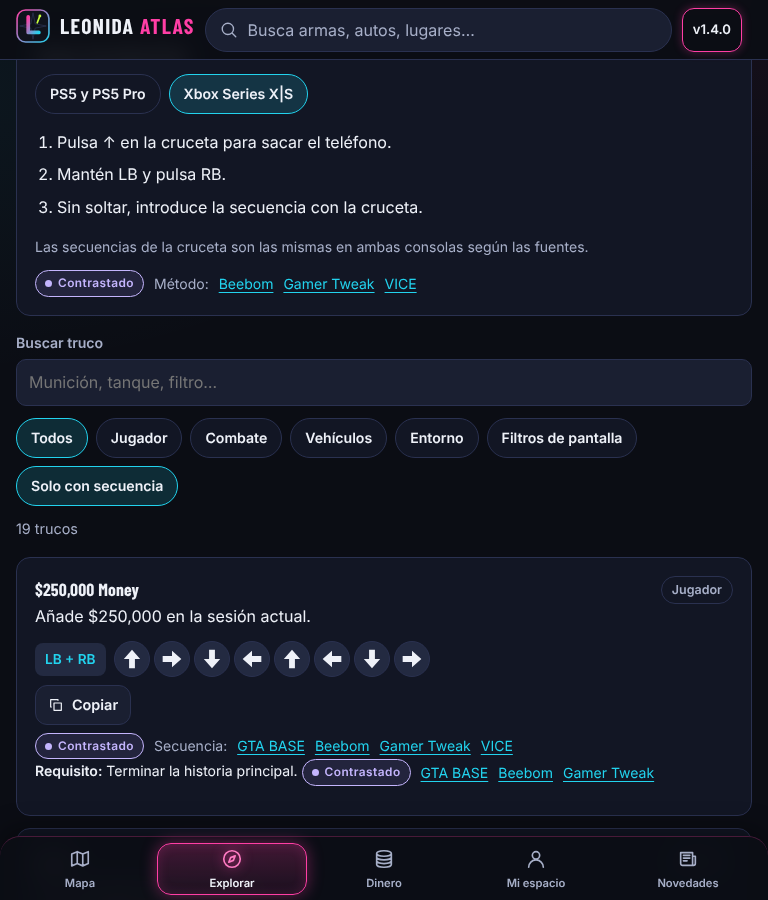 LEONIDA ATLAS
Busca armas, autos, lugares...
v1.4.0
PS5 y PS5 Pro
Xbox Series X|S
1. Pulsa ↑ en la cruceta para sacar el teléfono.
2. Mantén LB y pulsa RB.
3. Sin soltar, introduce la secuencia con la cruceta.
Las secuencias de la cruceta son las mismas en ambas consolas según las fuentes.
Contrastado Método: Beebom Gamer Tweak VICE
Buscar truco
Munición, tanque, filtro...
Todos Jugador Combate Vehículos Entorno Filtros de pantalla
Solo con secuencia
19 trucos
$250,000 Money
Jugador
Añade $250,000 en la sesión actual.
LB + RB ↑ → ↓ ← ↑ ← ↓ →
Copiar
Contrastado Secuencia: GTA BASE Beebom Gamer Tweak VICE
Requisito: Terminar la historia principal. Contrastado GTA BASE Beebom Gamer Tweak
Mapa Explorar Dinero Mi espacio Novedades